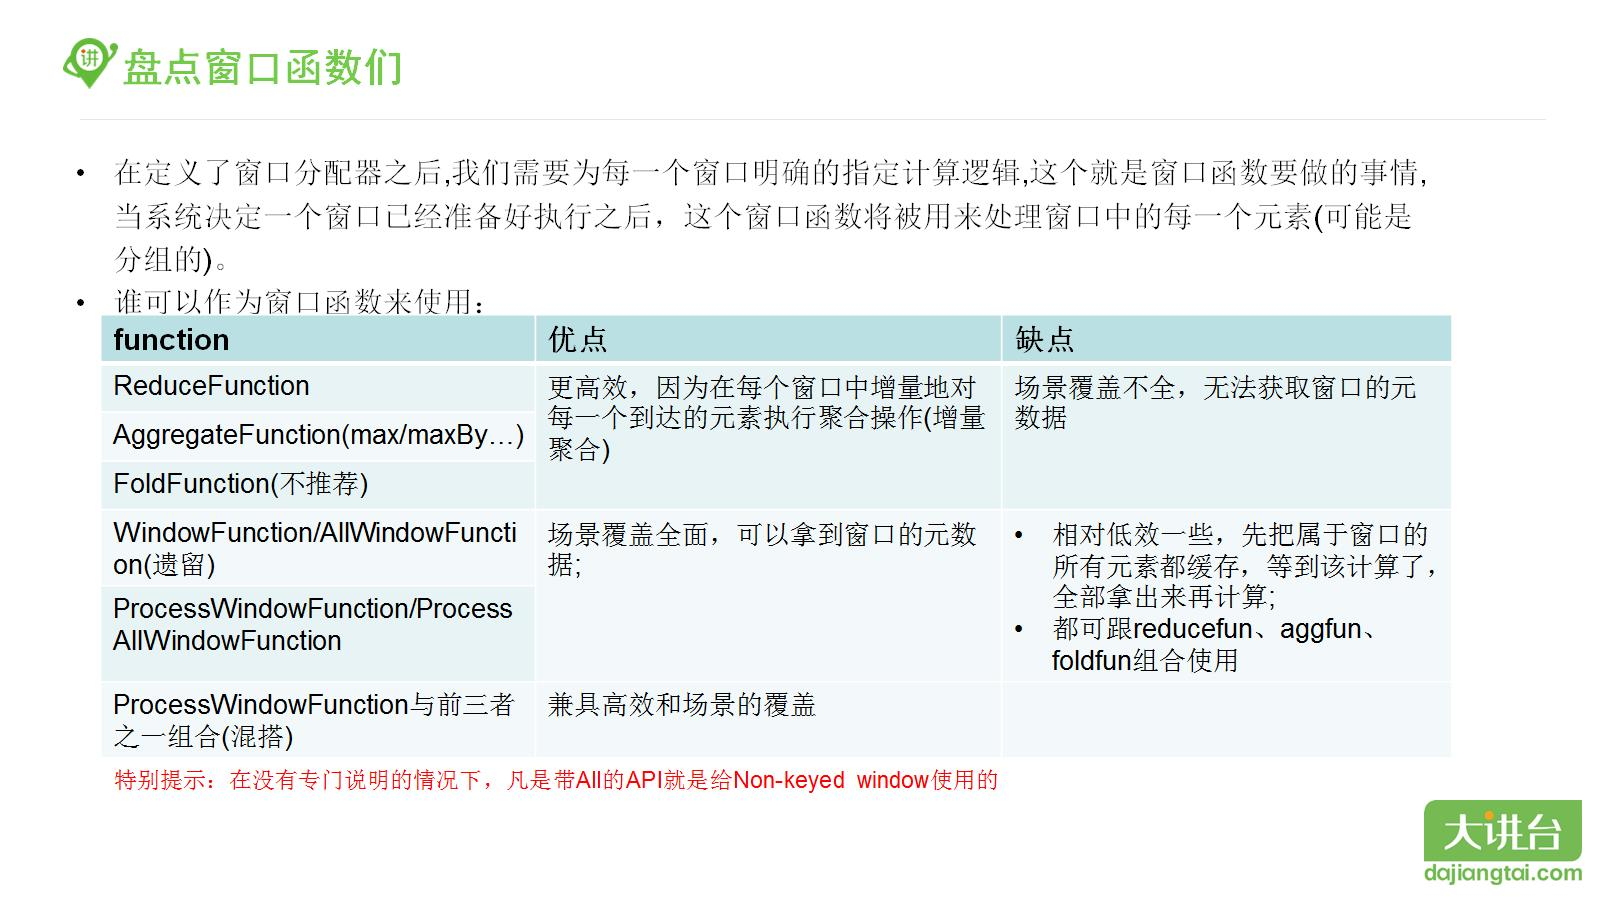 讲
盘点窗口函数们
• 在定义了窗口分配器之后,我们需要为每一个窗口明确的指定计算逻辑,这个就是窗口函数要做的事情,
当系统决定一个窗口已经准备好执行之后，这个窗口函数将被用来处理窗口中的每一个元素(可能是
分组的)。
• 谁可以作为窗口函数来使用：
function
优点
缺点
ReduceFunction
AggregateFunction(max/maxBy…)
FoldFunction(不推荐)
更高效，因为在每个窗口中增量地对
每一个到达的元素执行聚合操作(增量
聚合)
场景覆盖不全，无法获取窗口的元
数据
WindowFunction/AllWindowFuncti
on(遗留)
ProcessWindowFunction/Process
AllWindowFunction
场景覆盖全面，可以拿到窗口的元数
据;
• 相对低效一些，先把属于窗口的
所有元素都缓存，等到该计算了，
全部拿出来再计算;
• 都可跟reducefun、aggfun、
foldfun组合使用
ProcessWindowFunction与前三者
之一组合(混搭)
兼具高效和场景的覆盖
特别提示：在没有专门说明的情况下，凡是带All的API就是给Non-keyed window使用的
大讲台
dajiangtai.com